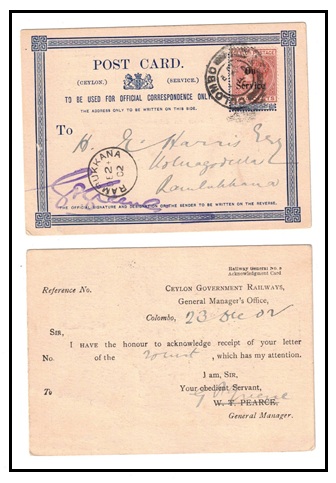 POST CARD.
(CEYLON.) (SERVICE.)
TO BE USED FOR OFFICIAL CORRESPONDENCE ONLY
THE ADDRESS ONLY TO BE WRITTEN ON THIS SIDE.
COLOMBO
On
Service
To
H. Harris Esq
RAMBUKKANA
02
Rambukkana
THE OFFICIAL SIGNATURE AND DESIGNATION OF THE SENDER TO BE WRITTEN ON THE REVERSE.
Railway General No. 8
Acknowledgment Card
Reference No.
CEYLON GOVERNMENT RAILWAYS,
General Manager's Office,
Colombo, 23 Dec 02
SIR,
I HAVE the honour to acknowledge receipt of your letter
No. of the , which has my attention.
I am, SIR,
Your obedient Servant,
To
W. T. PEARCE.
General Manager.